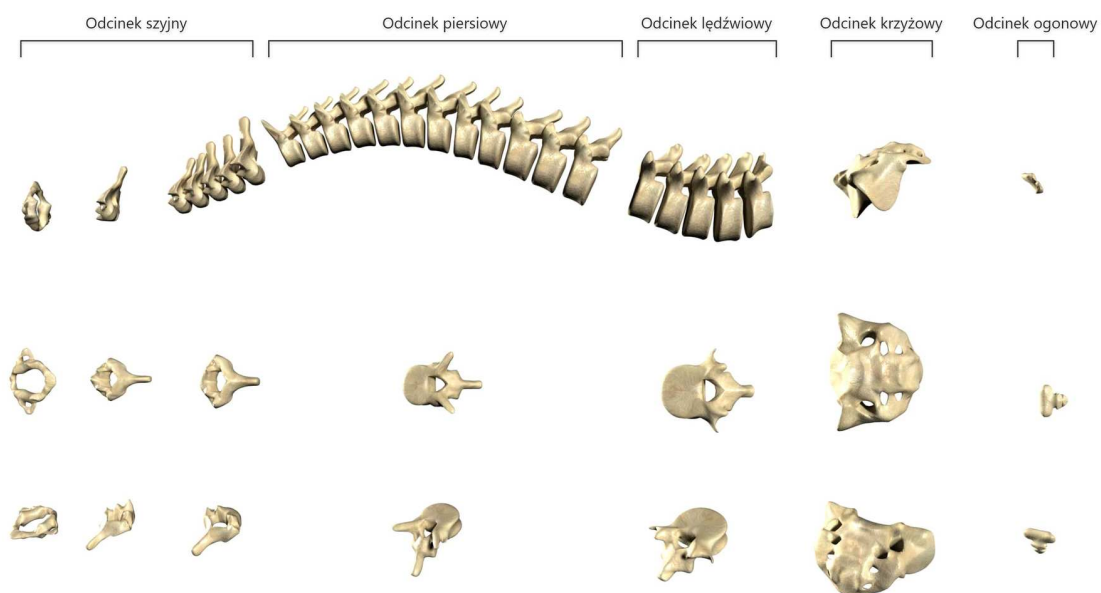 Odcinek szyjny
Odcinek piersiowy
Odcinek lędźwiowy
Odcinek krzyżowy
Odcinek ogonowy